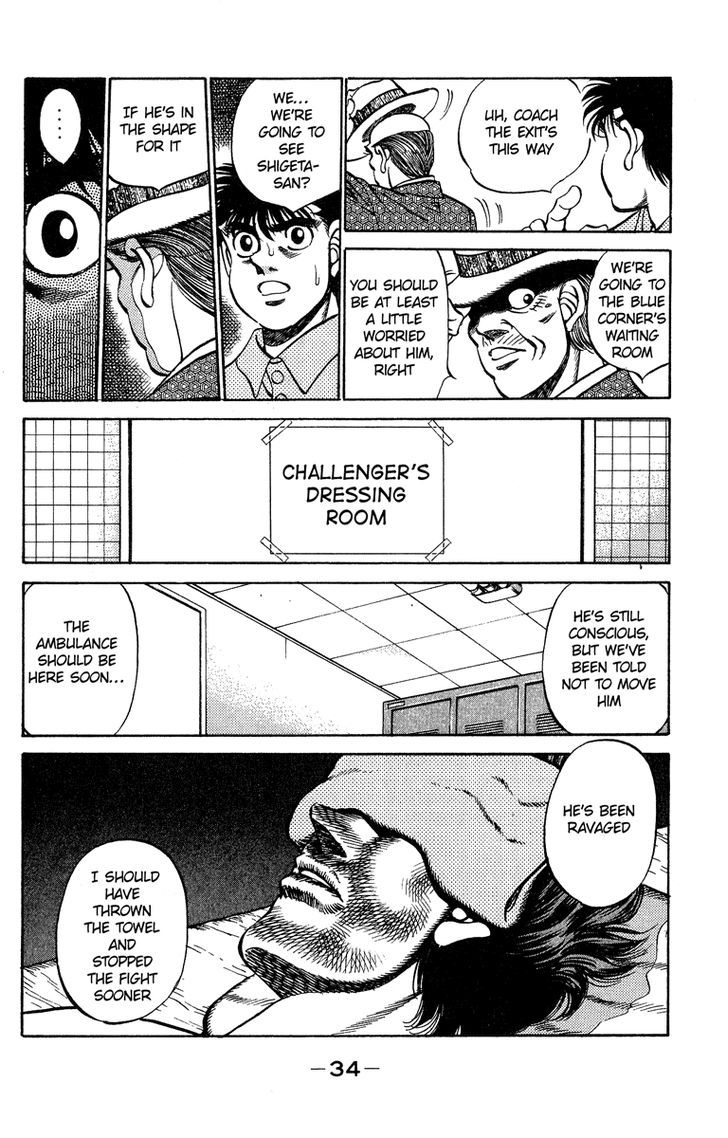 UH, COACH
THE EXIT'S
THIS WAY
WE'RE
GOING TO
THE BLUE
CORNER'S
WAITING
ROOM
YOU SHOULD
BE AT LEAST
A LITTLE
WORRIED
ABOUT HIM,
RIGHT
WE...
WE'RE
GOING TO
SEE
SHIGETA-
SAN?
IF HE'S IN
THE SHAPE
FOR IT
....
CHALLENGER'S
DRESSING
ROOM
HE'S STILL
CONSCIOUS,
BUT WE'VE
BEEN TOLD
NOT TO MOVE
HIM
THE
AMBULANCE
SHOULD BE
HERE SOON...
HE'S BEEN
RAVAGED
I SHOULD
HAVE
THROWN
THE TOWEL
AND
STOPPED
THE FIGHT
SOONER
—34—